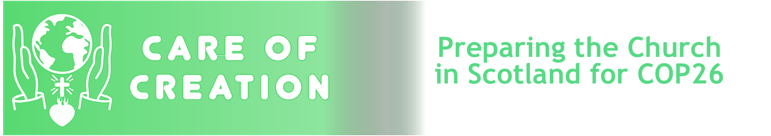 CARE OF
CREATION
Preparing the Church
in Scotland for COP26